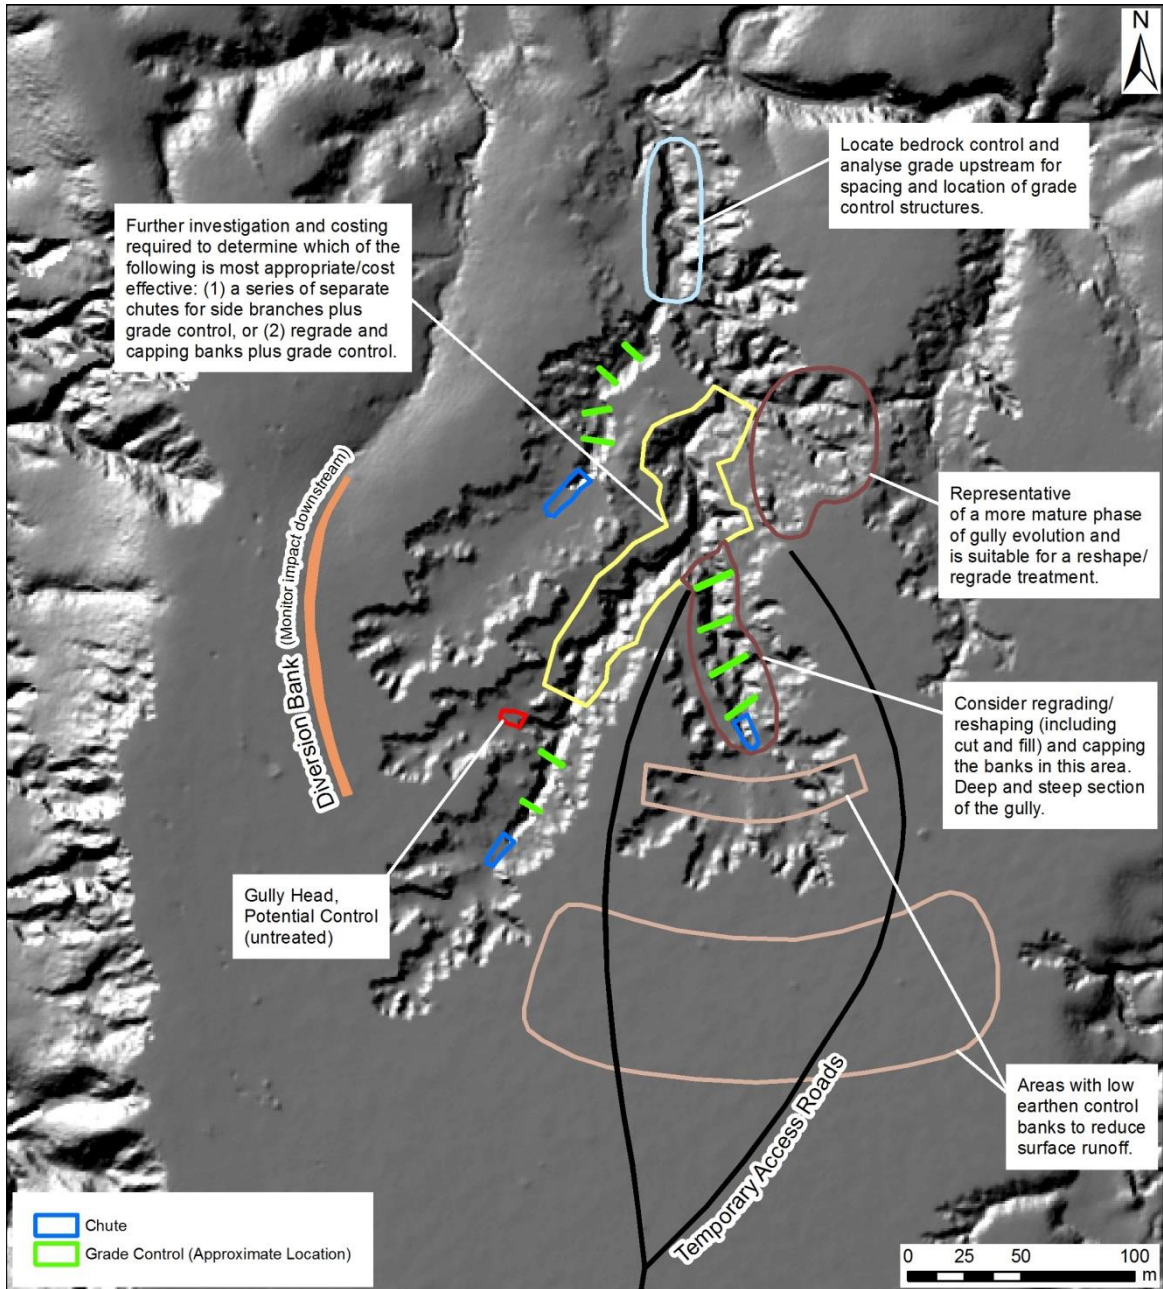 N
Locate bedrock control and
analyse grade upstream for
spacing and location of grade
control structures.
Further investigation and costing
required to determine which of the
following is most appropriate/cost
effective: (1) a series of separate
chutes for side branches plus
grade control, or (2) regrade and
capping banks plus grade control.
Diversion Bank (Monitor impact downstream)
Representative
of a more mature phase
of gully evolution and
is suitable for a reshape/
regrade treatment.
Consider regrading/
reshaping (including
cut and fill) and capping
the banks in this area.
Deep and steep section
of the gully.
Gully Head,
Potential Control
(untreated)
Areas with low
earthen control
banks to reduce
surface runoff.
Temporary Access Roads
Chute
Grade Control (Approximate Location)
0 25 50 100
m